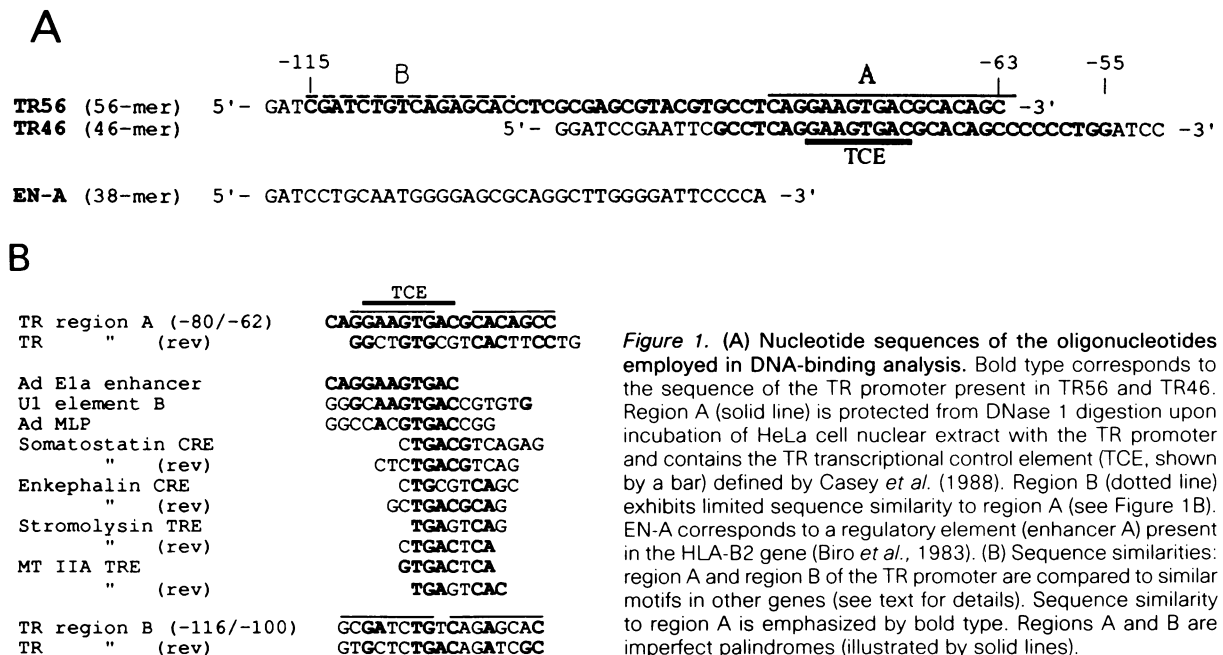 A
-115 B A -63 -55
TR56 (56-mer) 5'- GATCGATCTGTCAGAGCACCTCGCGAGCGTACGTGCCTCAGGAAGTGACGCACAGC -3'
TR46 (46-mer) 5'- GGATCCGAATTCGCCTCAGGAAGTGACGCACAGCCCCCCTGGATCC -3'
TCE
EN-A (38-mer) 5'- GATCCTGCAATGGGGAGCGCAGGCTTGGGGATTCCCCA -3'
B
TCE
TR region A (-80/-62) CAGGAAGTGACGCACAGCC
TR " (rev) GGCTGTGCGTCACTTCCTG
Ad E1a enhancer CAGGAAGTGAC
U1 element B GGGCAAGTGACCGTGTG
Ad MLP GGCCACGTGACCGG
Somatostatin CRE CTGACGTCAGAG
" (rev) CTCTGACGTCAG
Enkephalin CRE CTGCGTCAGC
" (rev) GCTGACGCAG
Stromolysin TRE TGAGTCAG
" (rev) CTGACTCA
MT IIA TRE GTGACTCA
" (rev) TGAGTCAC
TR region B (-116/-100) GCGATCTGTCAGAGCAC
TR " (rev) GTGCTCTGACAGATCGC
Figure 1. (A) Nucleotide sequences of the oligonucleotides
employed in DNA-binding analysis. Bold type corresponds to
the sequence of the TR promoter present in TR56 and TR46.
Region A (solid line) is protected from DNase 1 digestion upon
incubation of HeLa cell nuclear extract with the TR promoter
and contains the TR transcriptional control element (TCE, shown
by a bar) defined by Casey et al. (1988). Region B (dotted line)
exhibits limited sequence similarity to region A (see Figure 1B).
EN-A corresponds to a regulatory element (enhancer A) present
in the HLA-B2 gene (Biro et al., 1983). (B) Sequence similarities:
region A and region B of the TR promoter are compared to similar
motifs in other genes (see text for details). Sequence similarity
to region A is emphasized by bold type. Regions A and B are
imperfect palindromes (illustrated by solid lines).